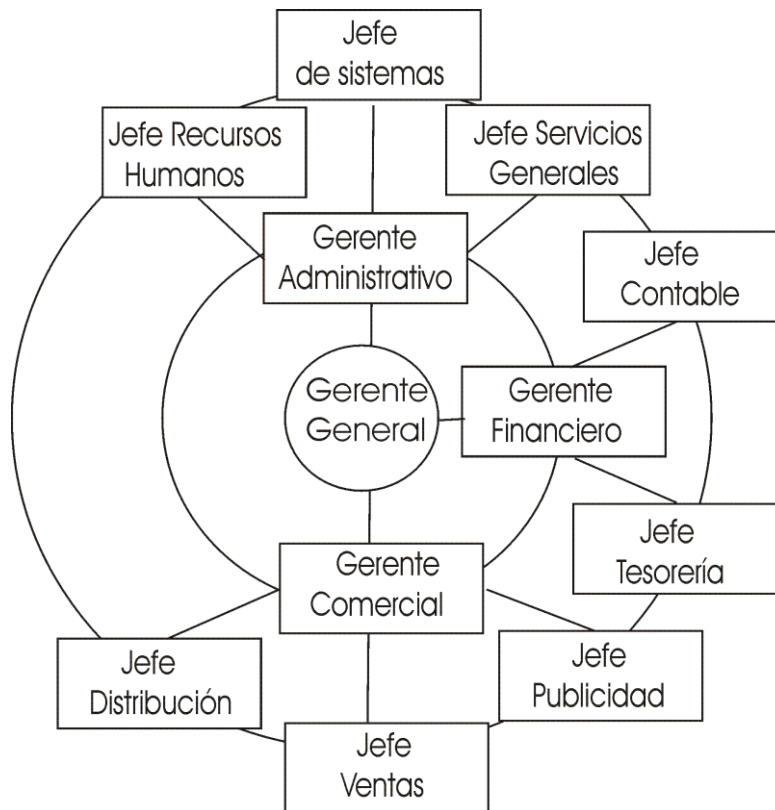 Jefe
de sistemas
Jefe Recursos
Humanos
Jefe Servicios
Generales
Gerente
Administrativo
Jefe
Contable
Gerente
General
Gerente
Financiero
Jefe
Tesorería
Gerente
Comercial
Jefe
Distribución
Jefe
Publicidad
Jefe
Ventas